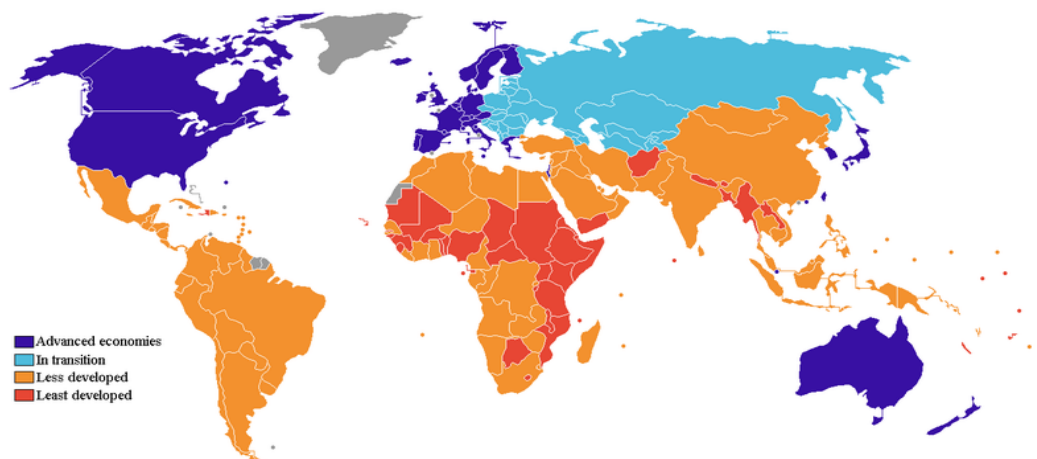 Advanced economies
In transition
Less developed
Least developed